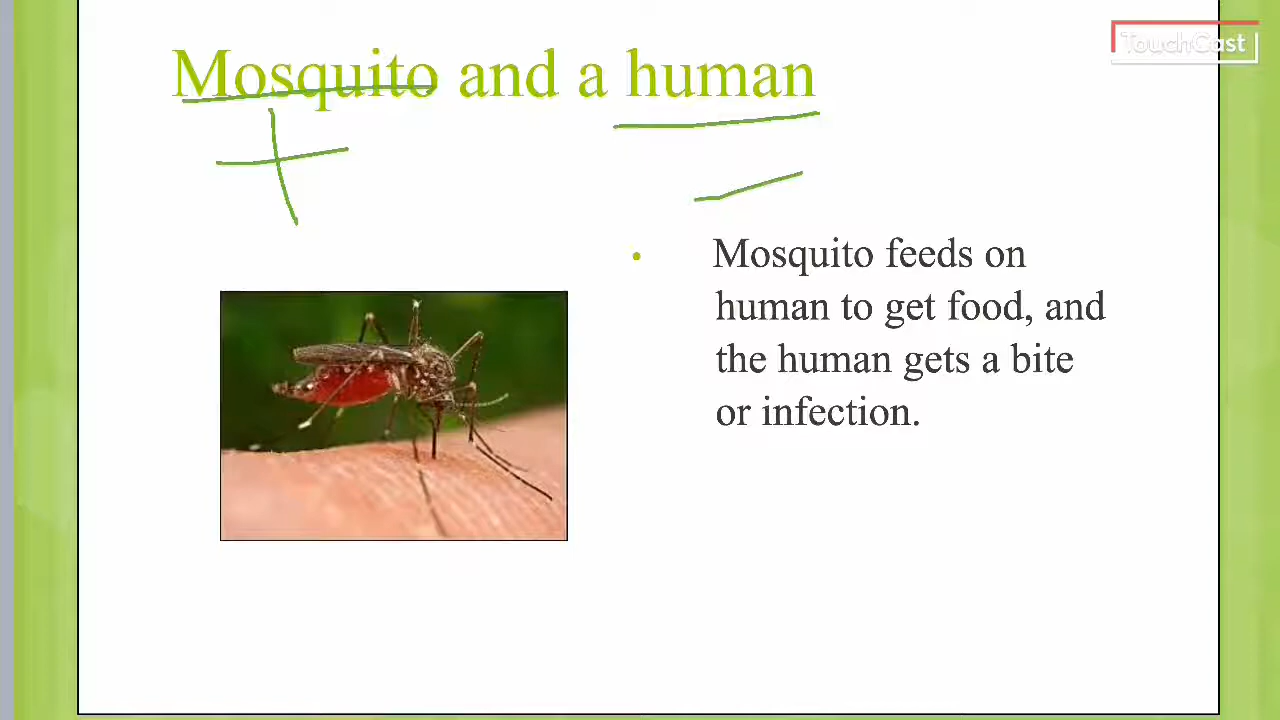 Mosquito and a human
TouchCast
• Mosquito feeds on
human to get food, and
the human gets a bite
or infection.